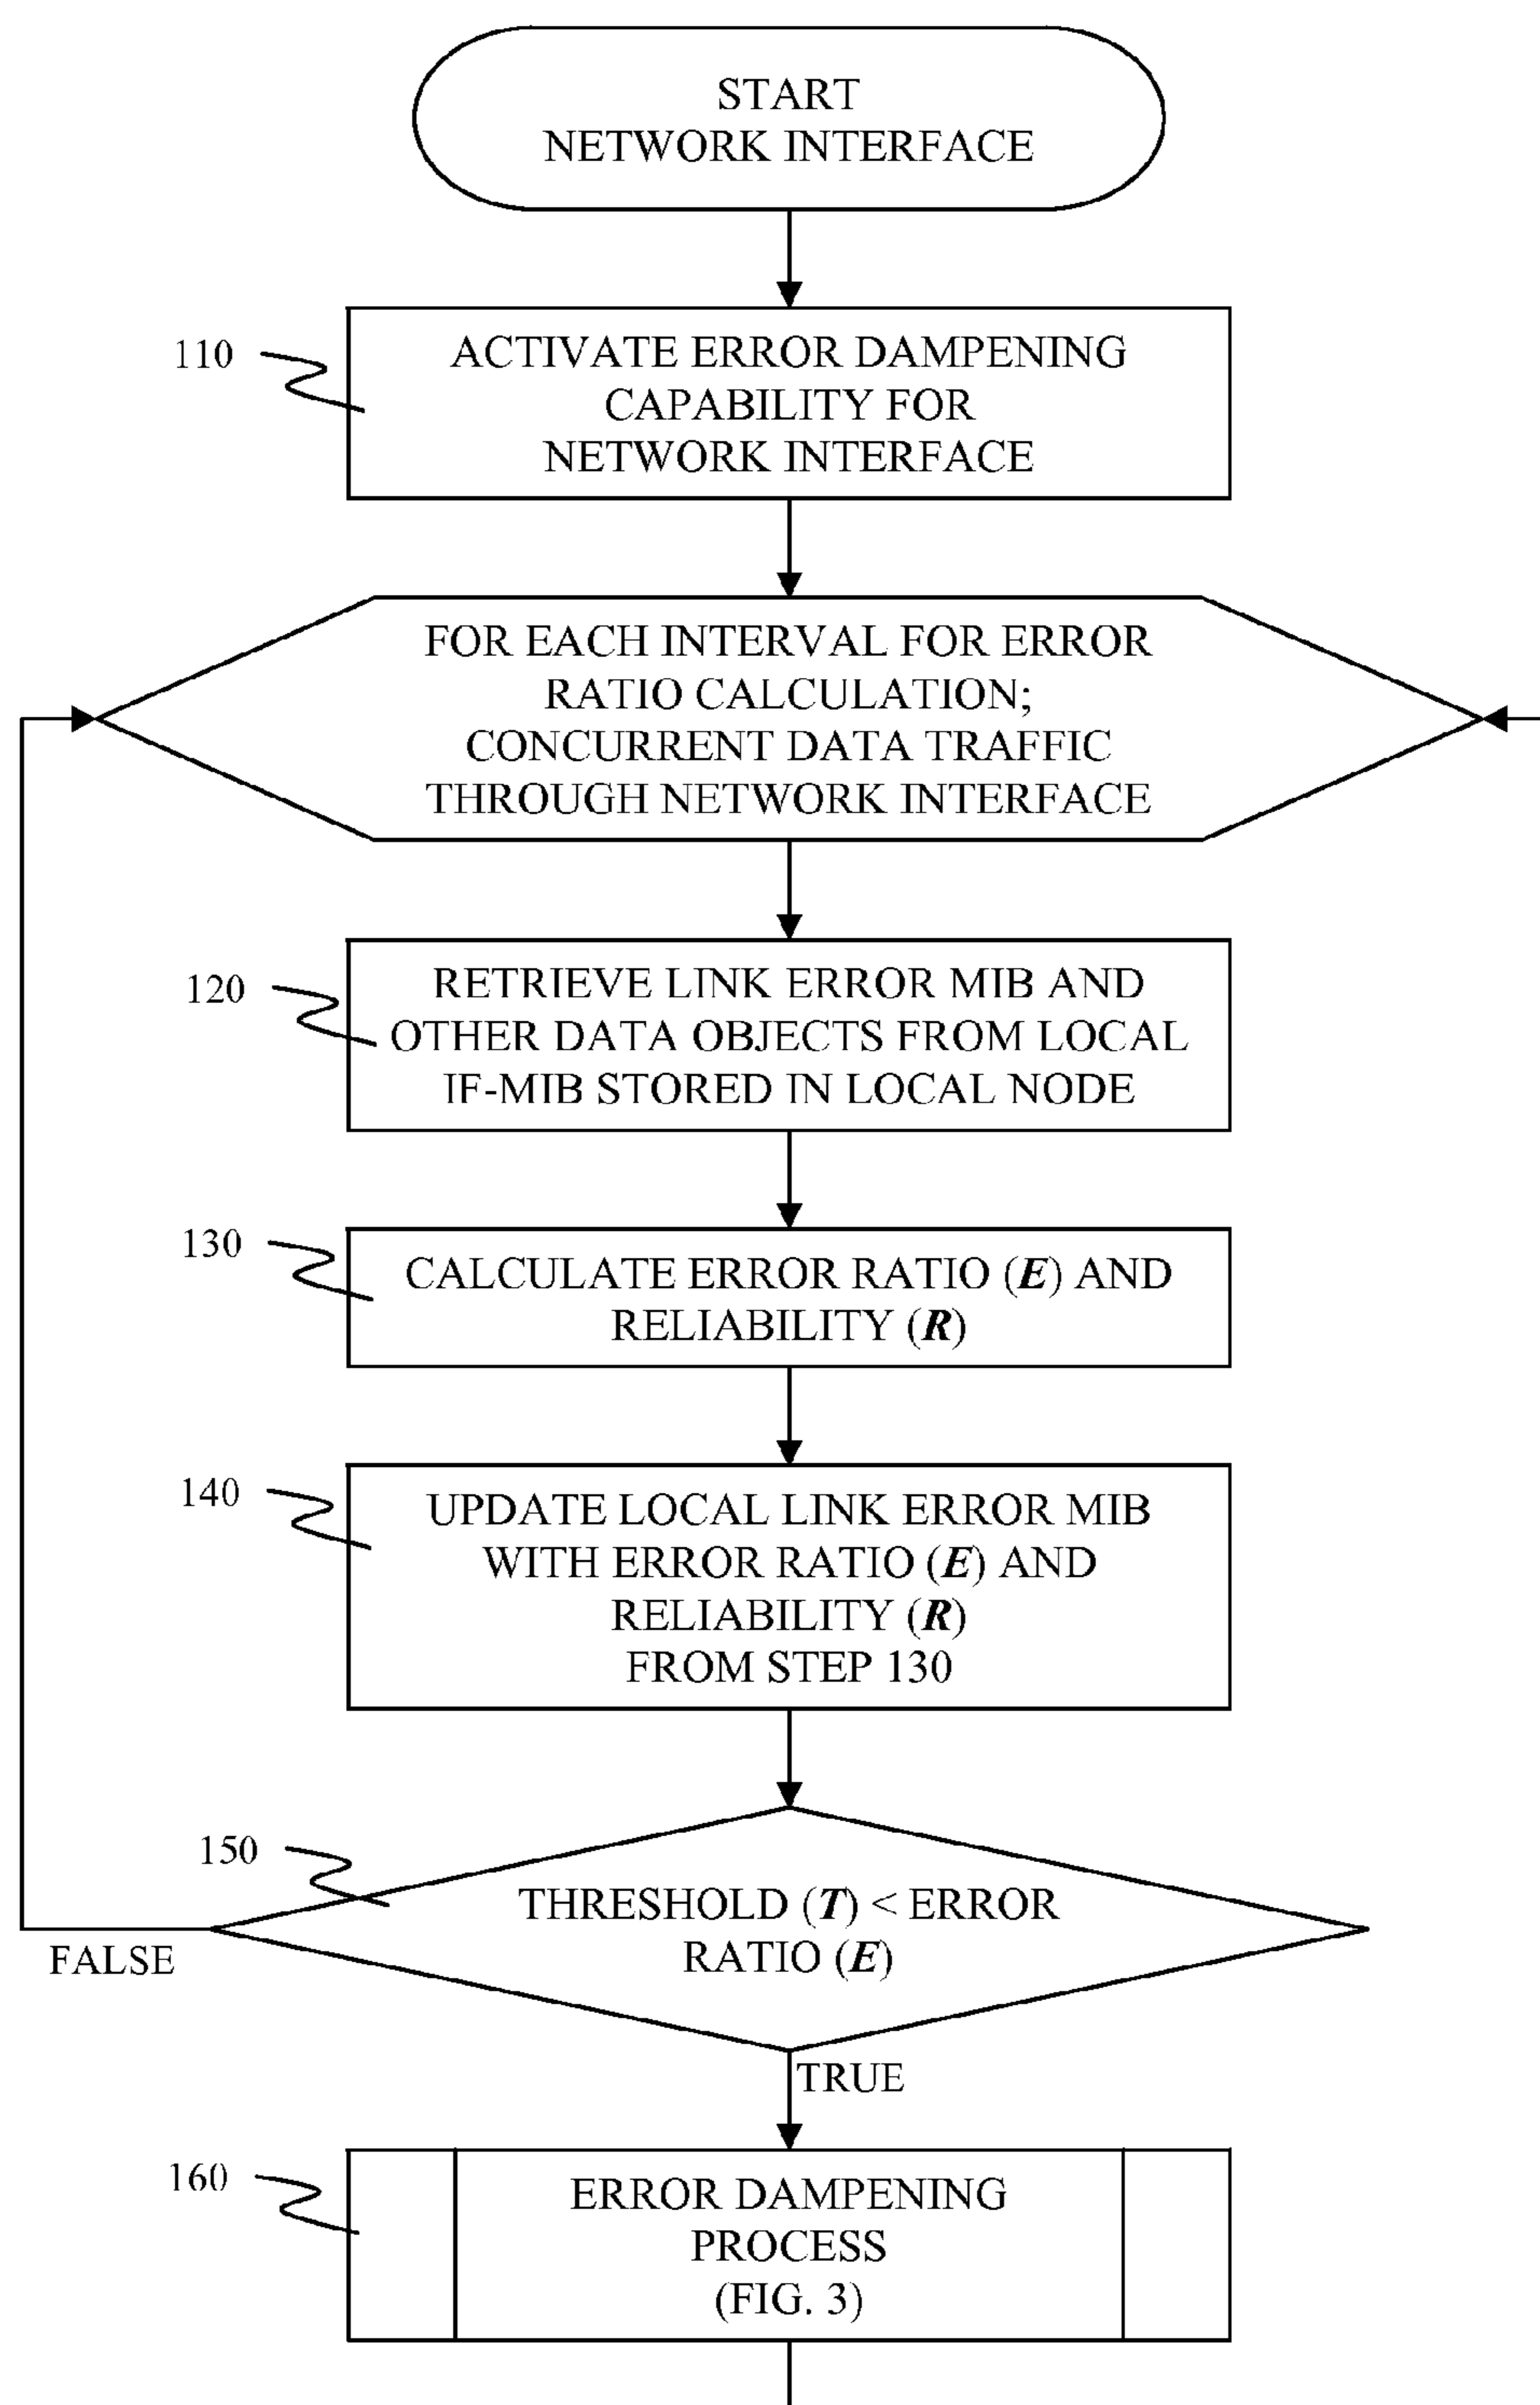 START
NETWORK INTERFACE
110
ACTIVATE ERROR DAMPENING
CAPABILITY FOR
NETWORK INTERFACE
FOR EACH INTERVAL FOR ERROR
RATIO CALCULATION;
CONCURRENT DATA TRAFFIC
THROUGH NETWORK INTERFACE
120
RETRIEVE LINK ERROR MIB AND
OTHER DATA OBJECTS FROM LOCAL
IF-MIB STORED IN LOCAL NODE
130
CALCULATE ERROR RATIO (E) AND
RELIABILITY (R)
140
UPDATE LOCAL LINK ERROR MIB
WITH ERROR RATIO (E) AND
RELIABILITY (R)
FROM STEP 130
150
THRESHOLD (T) < ERROR
RATIO (E)
FALSE
TRUE
160
ERROR DAMPENING
PROCESS
(FIG. 3)